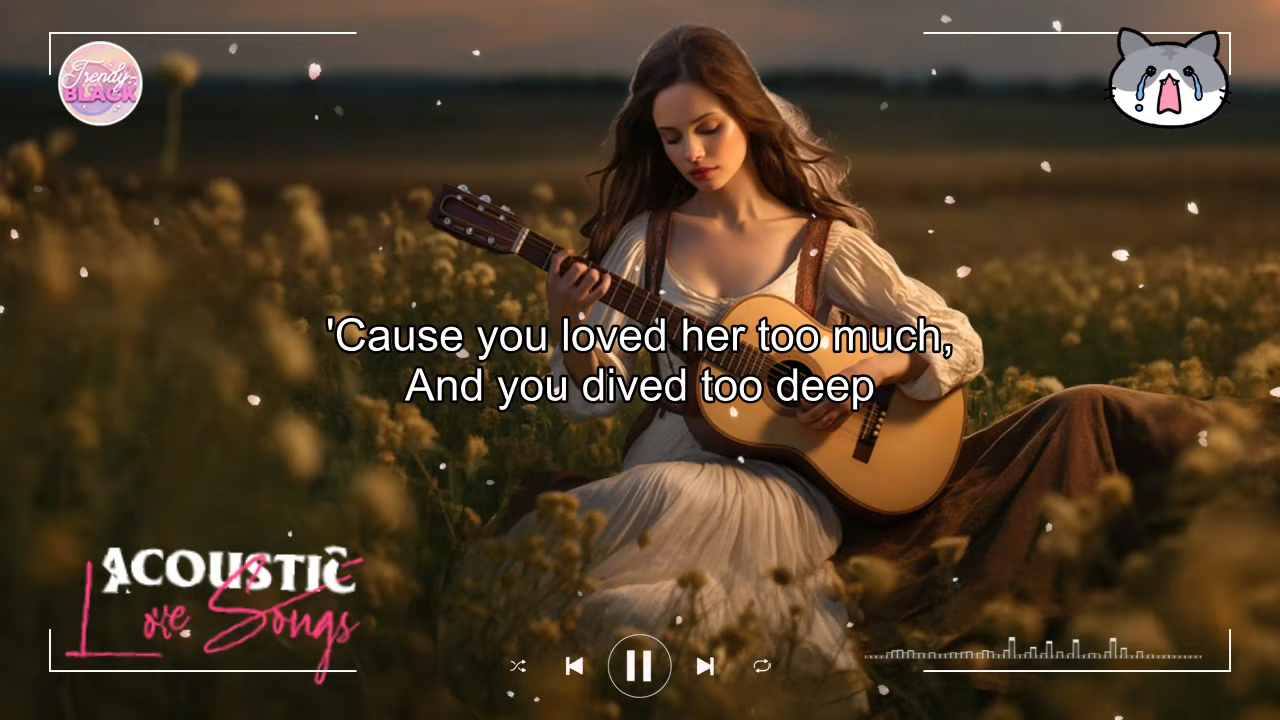 Trendy
BLACK
'Cause you loved her too much,
And you dived too deep
ACOUSTIC
Love Songs